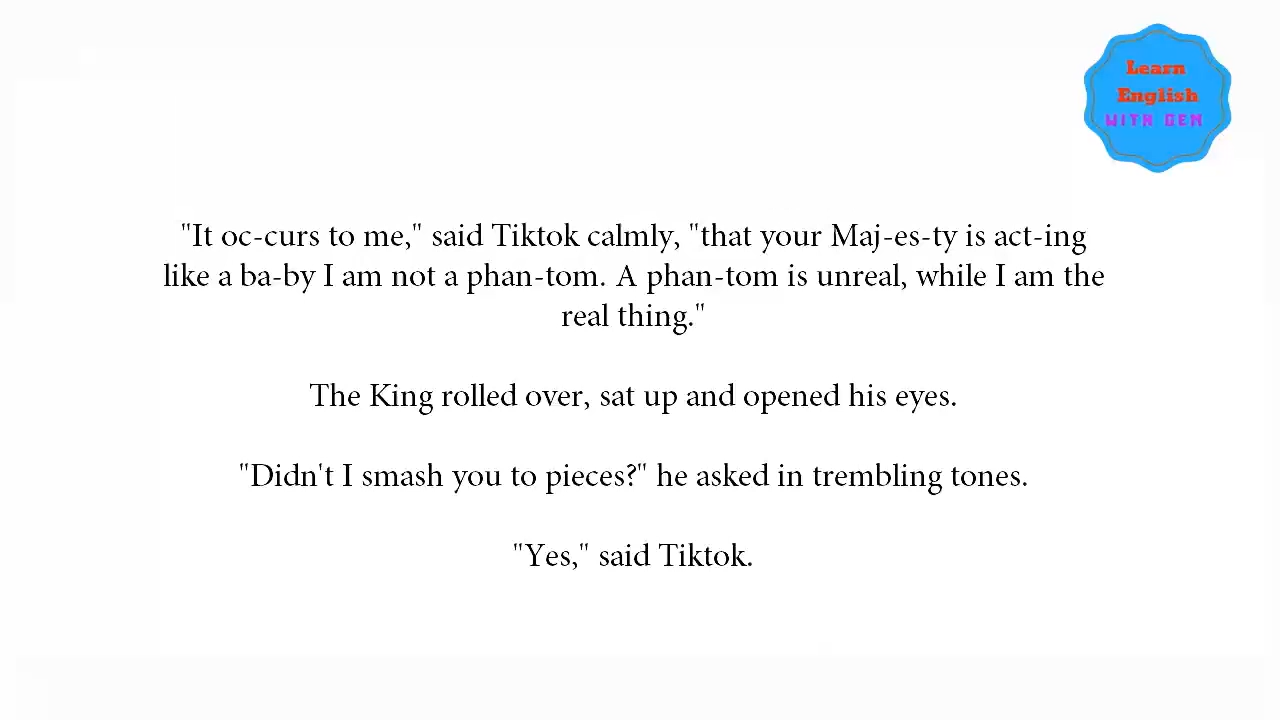 Learn
English
WITH GEM
"It oc-curs to me," said Tiktok calmly, "that your Maj-es-ty is act-ing
like a ba-by I am not a phan-tom. A phan-tom is unreal, while I am the
real thing."
The King rolled over, sat up and opened his eyes.
"Didn't I smash you to pieces?" he asked in trembling tones.
"Yes," said Tiktok.